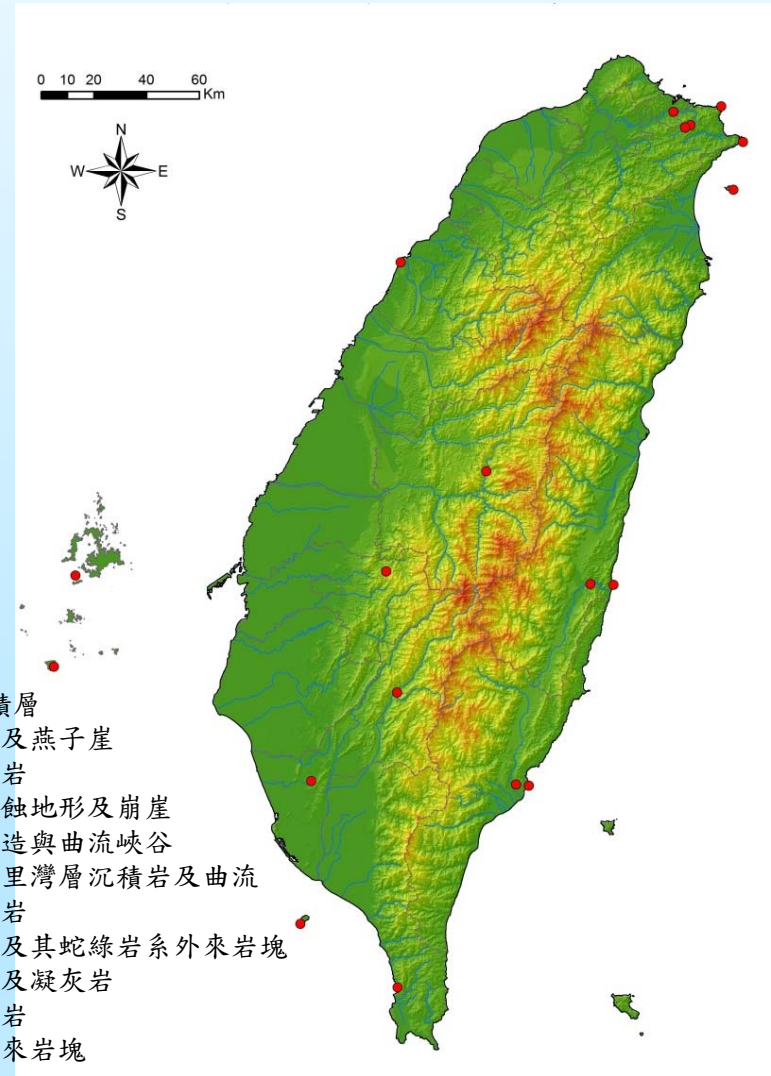 0 10 20 40 60
Km
N
W E
S
積層
及燕子崖
岩
蝕地形及崩崖
造與曲流峽谷
里灣層沉積岩及曲流
岩
及其蛇綠岩系外來岩塊
及凝灰岩
岩
來岩塊